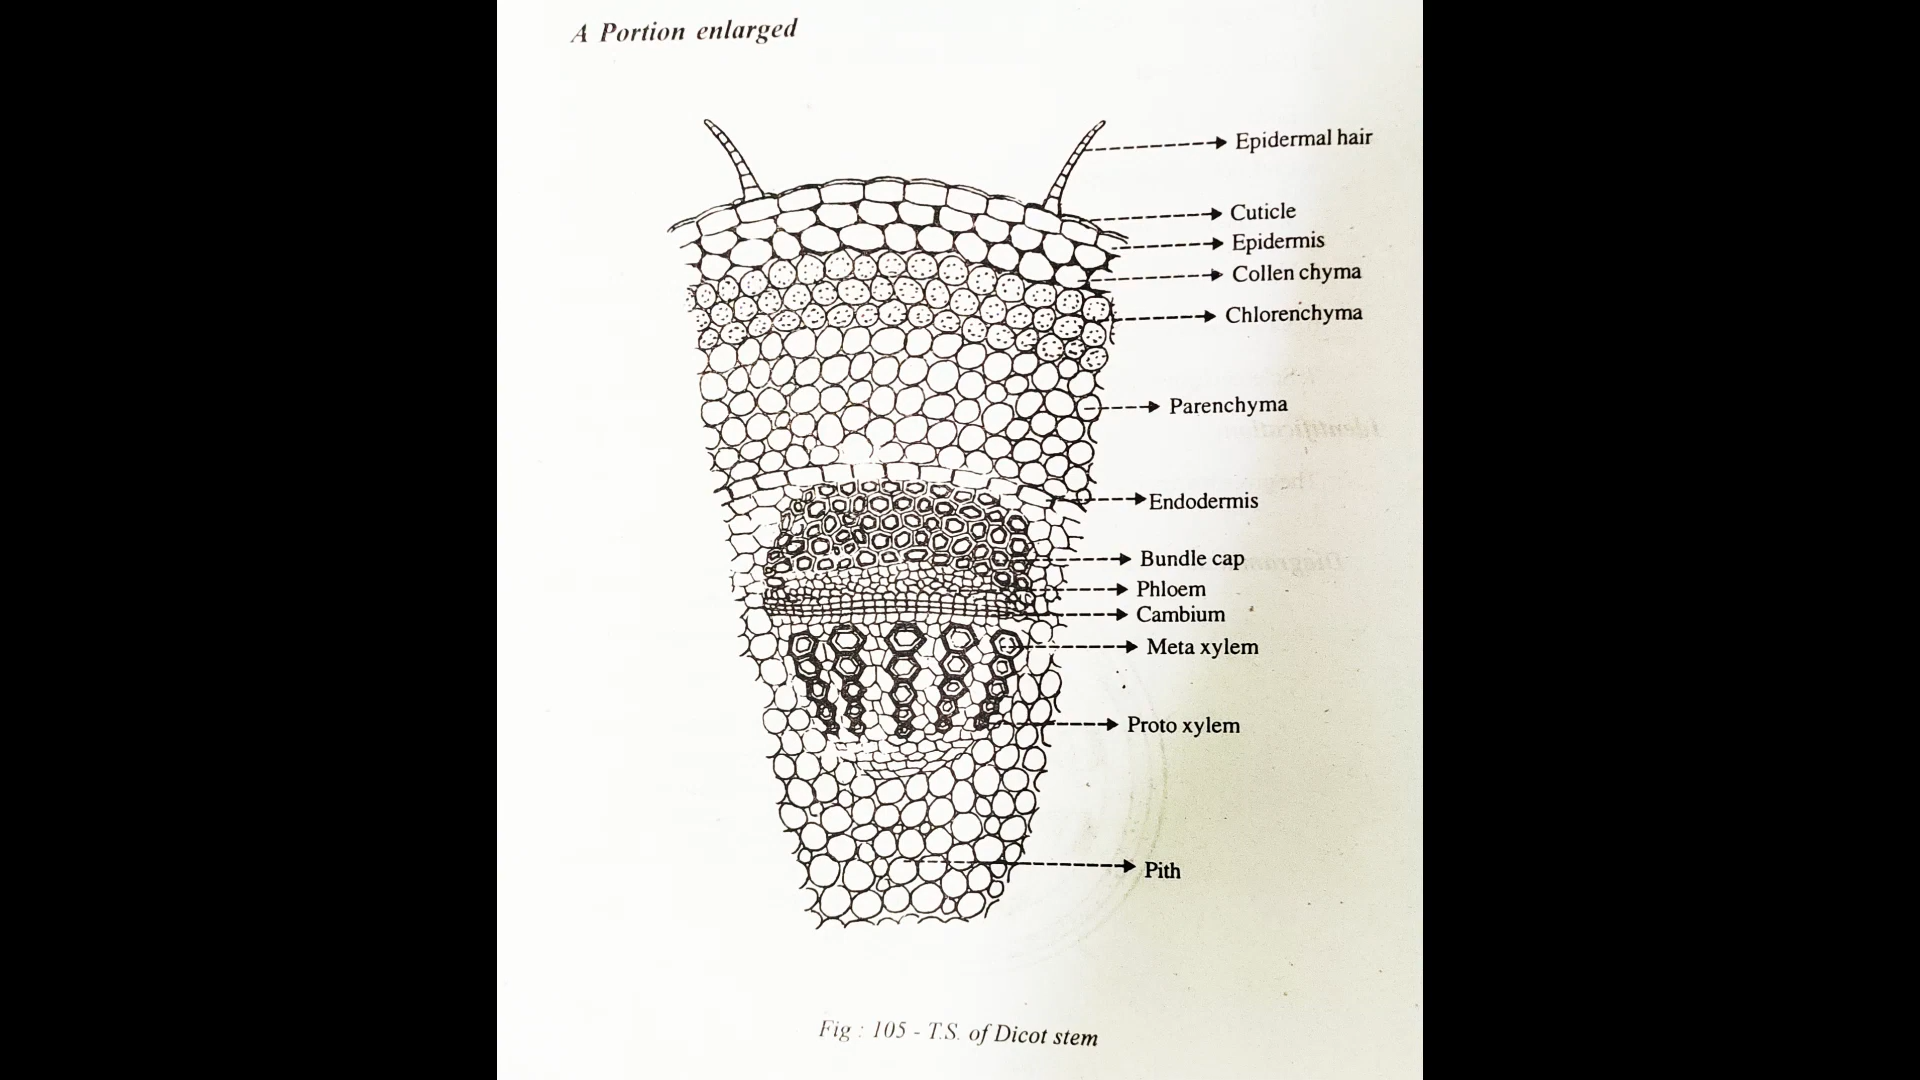 A Portion enlarged
Epidermal hair
Cuticle
Epidermis
Collen chyma
Chlorenchyma
Parenchyma
Endodermis
Bundle cap
Phloem
Cambium
Meta xylem
Proto xylem
Pith
Fig : 105 - T.S. of Dicot stem